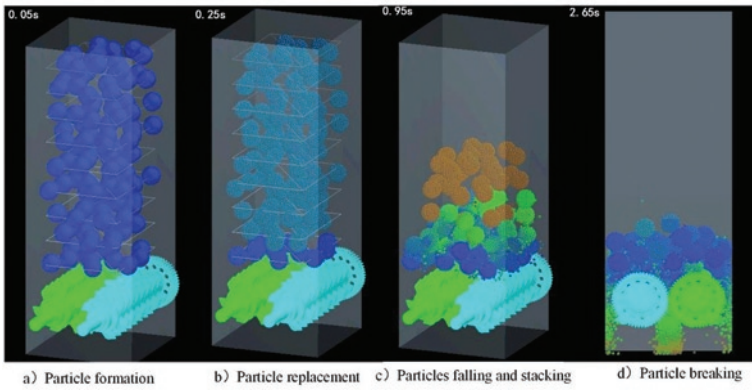 0.05s
0.25s
0.95s
2.65s
a）Particle formation
b）Particle replacement
c）Particles falling and stacking
d）Particle breaking